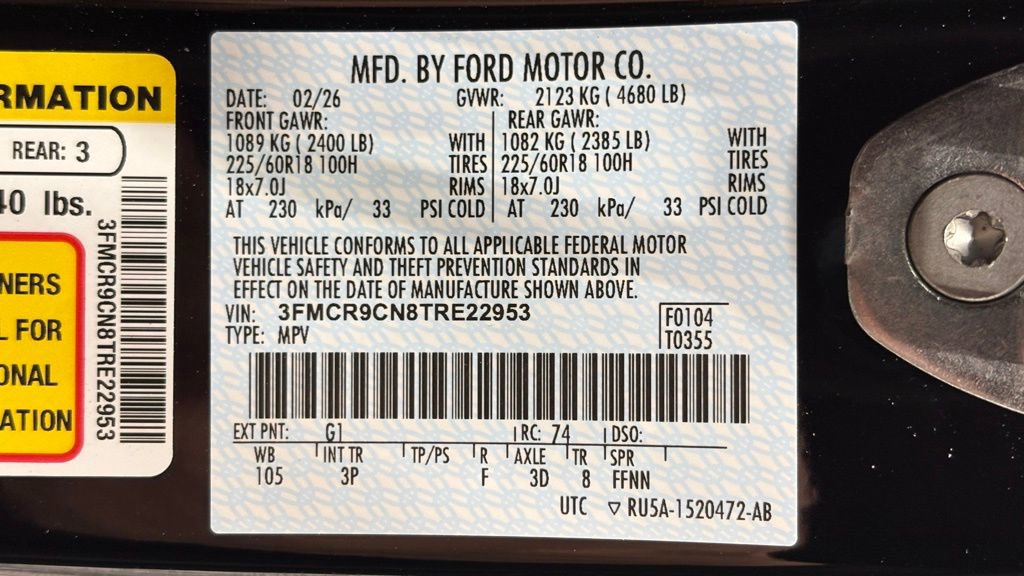 RMATION
REAR: 3
40 lbs.
NERS
L FOR
ONAL
ATION
3FMCR9CN8TRE22953
MFD. BY FORD MOTOR CO.
DATE: 02/26 GVWR: 2123 KG ( 4680 LB)
FRONT GAWR: REAR GAWR:
1089 KG ( 2400 LB) WITH 1082 KG ( 2385 LB) WITH
225/60R18 100H TIRES 225/60R18 100H TIRES
18x7.0J RIMS 18x7.0J RIMS
AT 230 kPa/ 33 PSI COLD AT 230 kPa/ 33 PSI COLD
THIS VEHICLE CONFORMS TO ALL APPLICABLE FEDERAL MOTOR
VEHICLE SAFETY AND THEFT PREVENTION STANDARDS IN
EFFECT ON THE DATE OF MANUFACTURE SHOWN ABOVE.
VIN: 3FMCR9CN8TRE22953 F0104
TYPE: MPV T0355
EXT PNT: G1 RC: 74 DSO:
WB INT TR TP/PS R AXLE TR SPR
105 3P F 3D 8 FFNN
UTC ▽ RU5A-1520472-AB